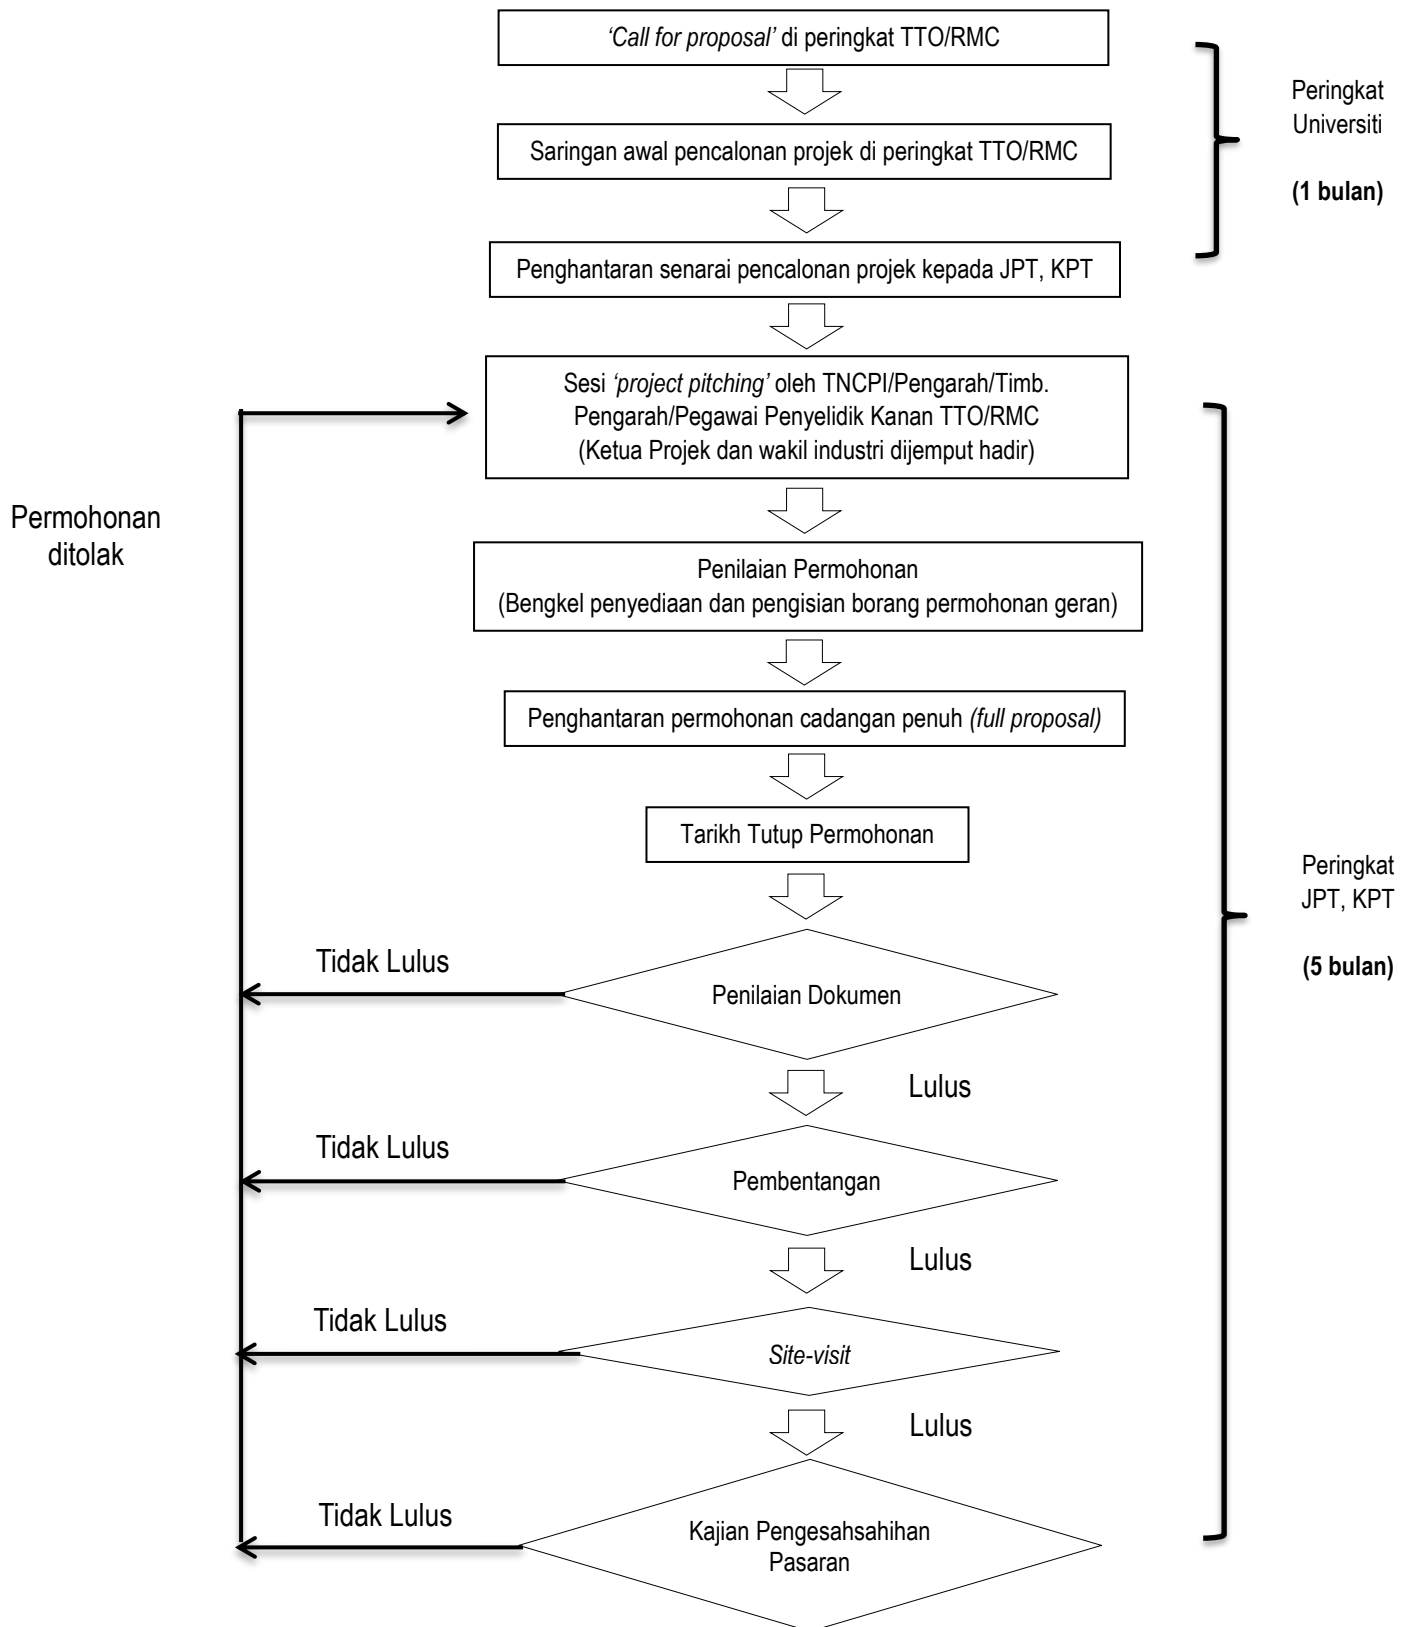 ‘Call for proposal’ di peringkat TTO/RMC
Peringkat
Universiti
(1 bulan)
Saringan awal pencalonan projek di peringkat TTO/RMC
Penghantaran senarai pencalonan projek kepada JPT, KPT
Sesi ‘project pitching’ oleh TNCPI/Pengarah/Timb.
Pengarah/Pegawai Penyelidik Kanan TTO/RMC
(Ketua Projek dan wakil industri dijemput hadir)
Permohonan
ditolak
Penilaian Permohonan
(Bengkel penyediaan dan pengisian borang permohonan geran)
Penghantaran permohonan cadangan penuh (full proposal)
Tarikh Tutup Permohonan
Peringkat
JPT, KPT
(5 bulan)
Tidak Lulus
Penilaian Dokumen
Lulus
Tidak Lulus
Pembentangan
Lulus
Tidak Lulus
Site-visit
Lulus
Tidak Lulus
Kajian Pengesahsahihan
Pasaran